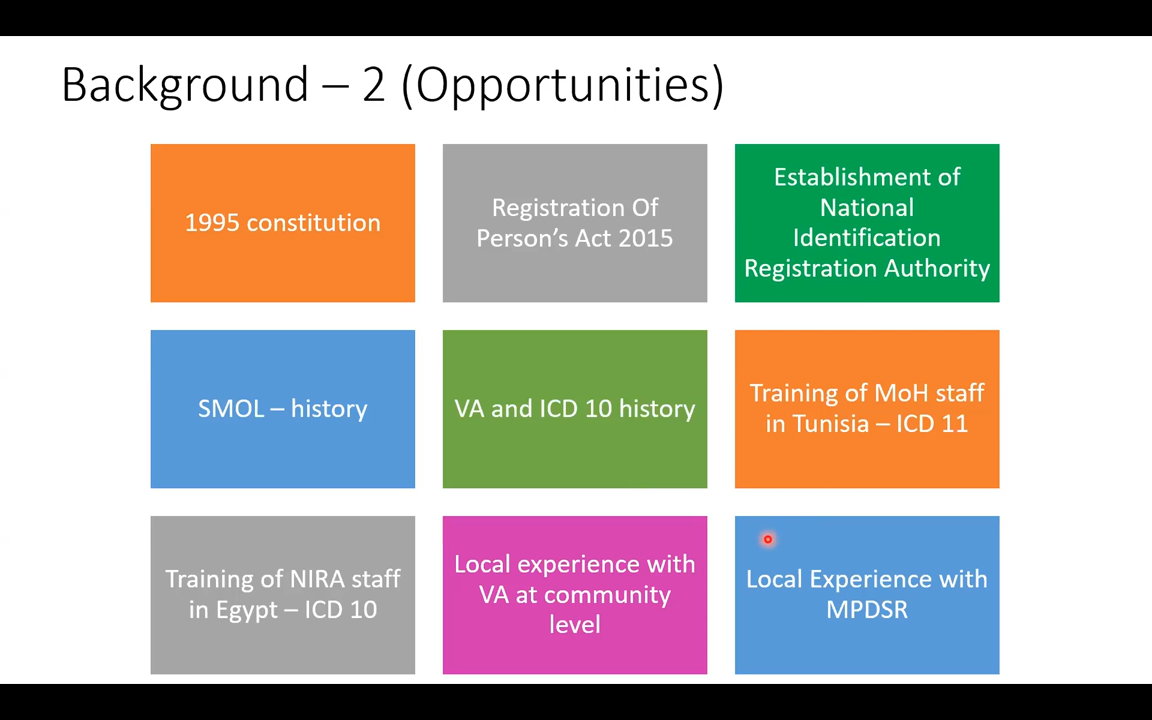 Background – 2 (Opportunities)
1995 constitution
Registration Of
Person’s Act 2015
Establishment of
National
Identification
Registration Authority
SMOL – history
VA and ICD 10 history
Training of MoH staff
in Tunisia – ICD 11
Training of NIRA staff
in Egypt – ICD 10
Local experience with
VA at community
level
Local Experience with
MPDSR